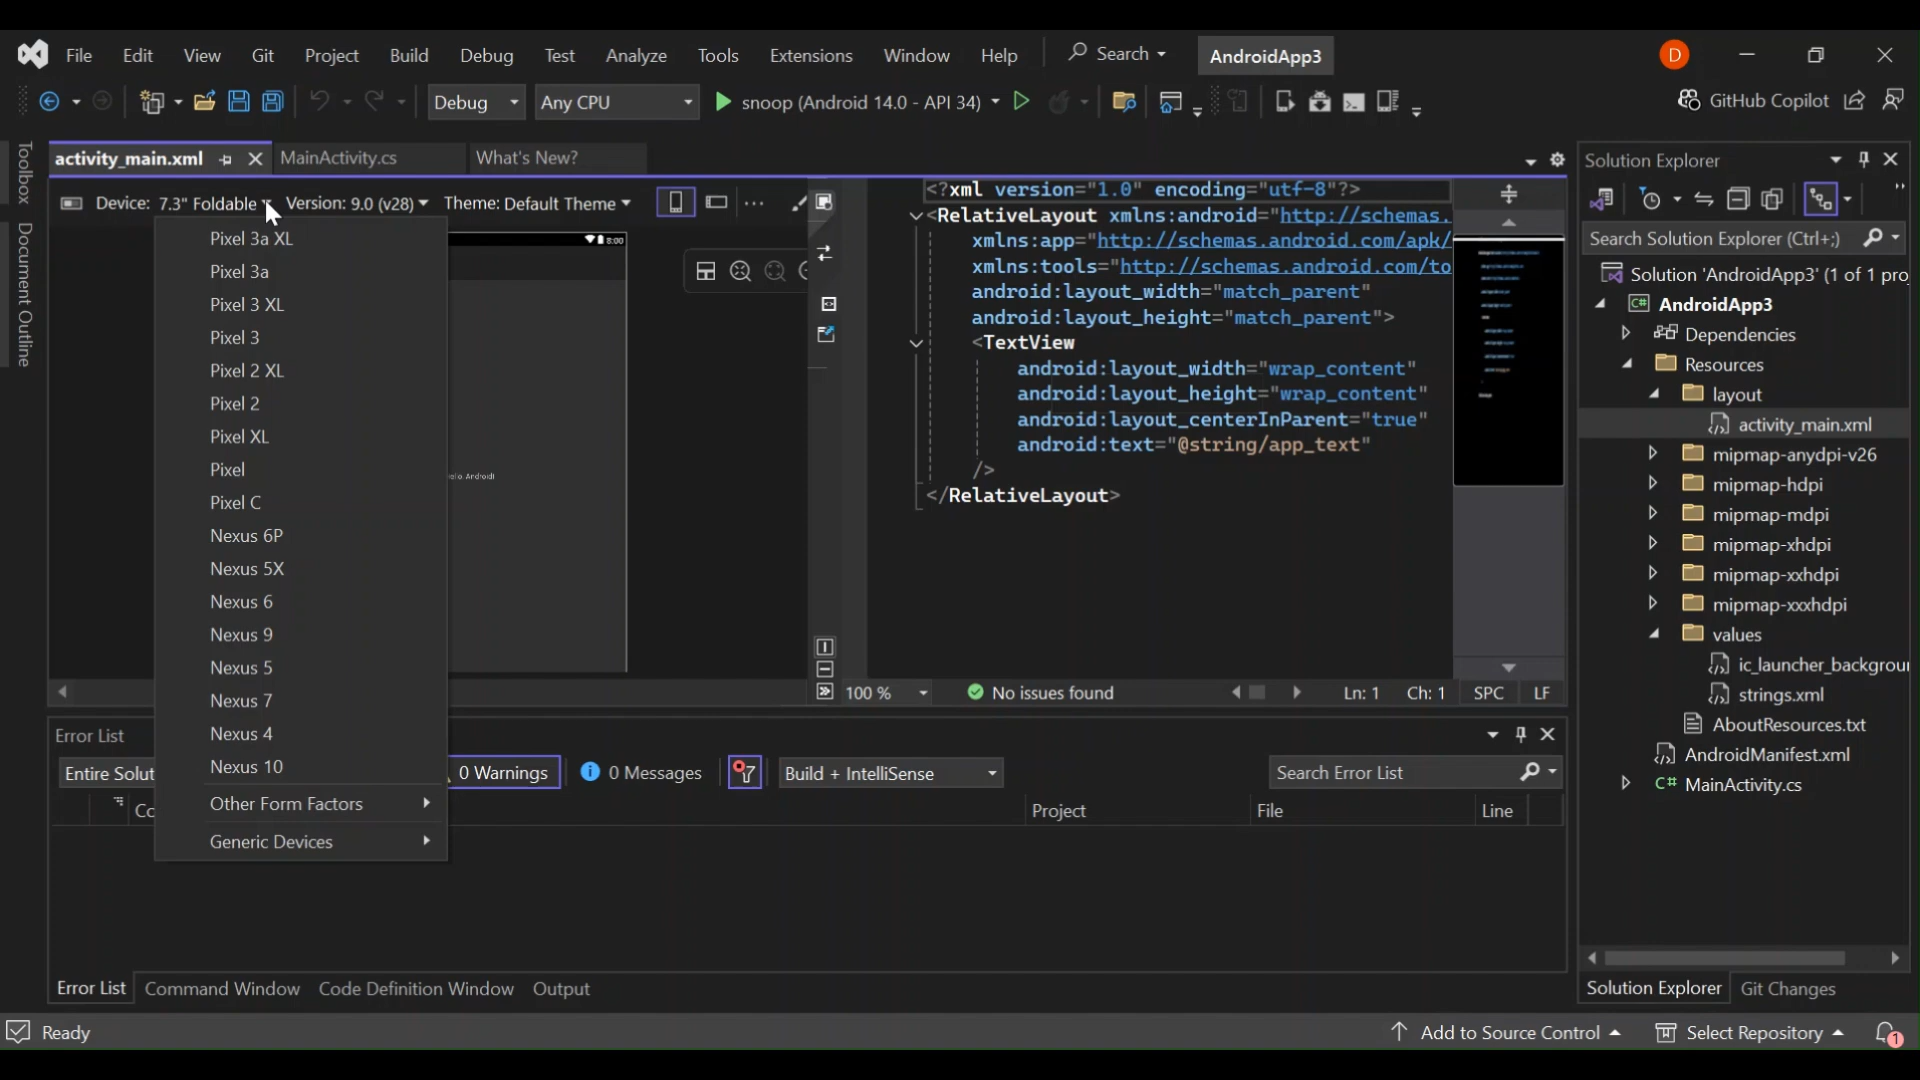 File Edit View Git Project Build Debug Test Analyze Tools Extensions Window Help Search AndroidApp3 D
Debug Any CPU snoop (Android 14.0 - API 34) GitHub Copilot
Toolbox
Document Outline
activity_main.xml MainActivity.cs What's New?
Device: 7.3" Foldable Version: 9.0 (v28) Theme: Default Theme
Pixel 3a XL
Pixel 3a
Pixel 3 XL
Pixel 3
Pixel 2 XL
Pixel 2
Pixel XL
Pixel
Pixel C
Nexus 6P
Nexus 5X
Nexus 6
Nexus 9
Nexus 5
Nexus 7
Nexus 4
Nexus 10
Other Form Factors
Generic Devices
8:00
ello. Android!
<?xml version="1.0" encoding="utf-8"?>
<RelativeLayout xmlns:android="http://schemas.
xmlns:app="http://schemas.android.com/apk/
xmlns:tools="http://schemas.android.com/to
android:layout_width="match_parent"
android:layout_height="match_parent">
<TextView
android:layout_width="wrap_content"
android:layout_height="wrap_content"
android:layout_centerInParent="true"
android:text="@string/app_text"
/>
</RelativeLayout>
100 % No issues found Ln: 1 Ch: 1 SPC LF
Error List
Entire Solut 0 Warnings 0 Messages Build + IntelliSense Search Error List
Co Project File Line
Error List Command Window Code Definition Window Output
Solution Explorer
Search Solution Explorer (Ctrl+;)
Solution 'AndroidApp3' (1 of 1 pro
C# AndroidApp3
Dependencies
Resources
layout
activity_main.xml
mipmap-anydpi-v26
mipmap-hdpi
mipmap-mdpi
mipmap-xhdpi
mipmap-xxhdpi
mipmap-xxxhdpi
values
ic_launcher_backgrou
strings.xml
AboutResources.txt
AndroidManifest.xml
C# MainActivity.cs
Solution Explorer Git Changes
Ready Add to Source Control Select Repository 1